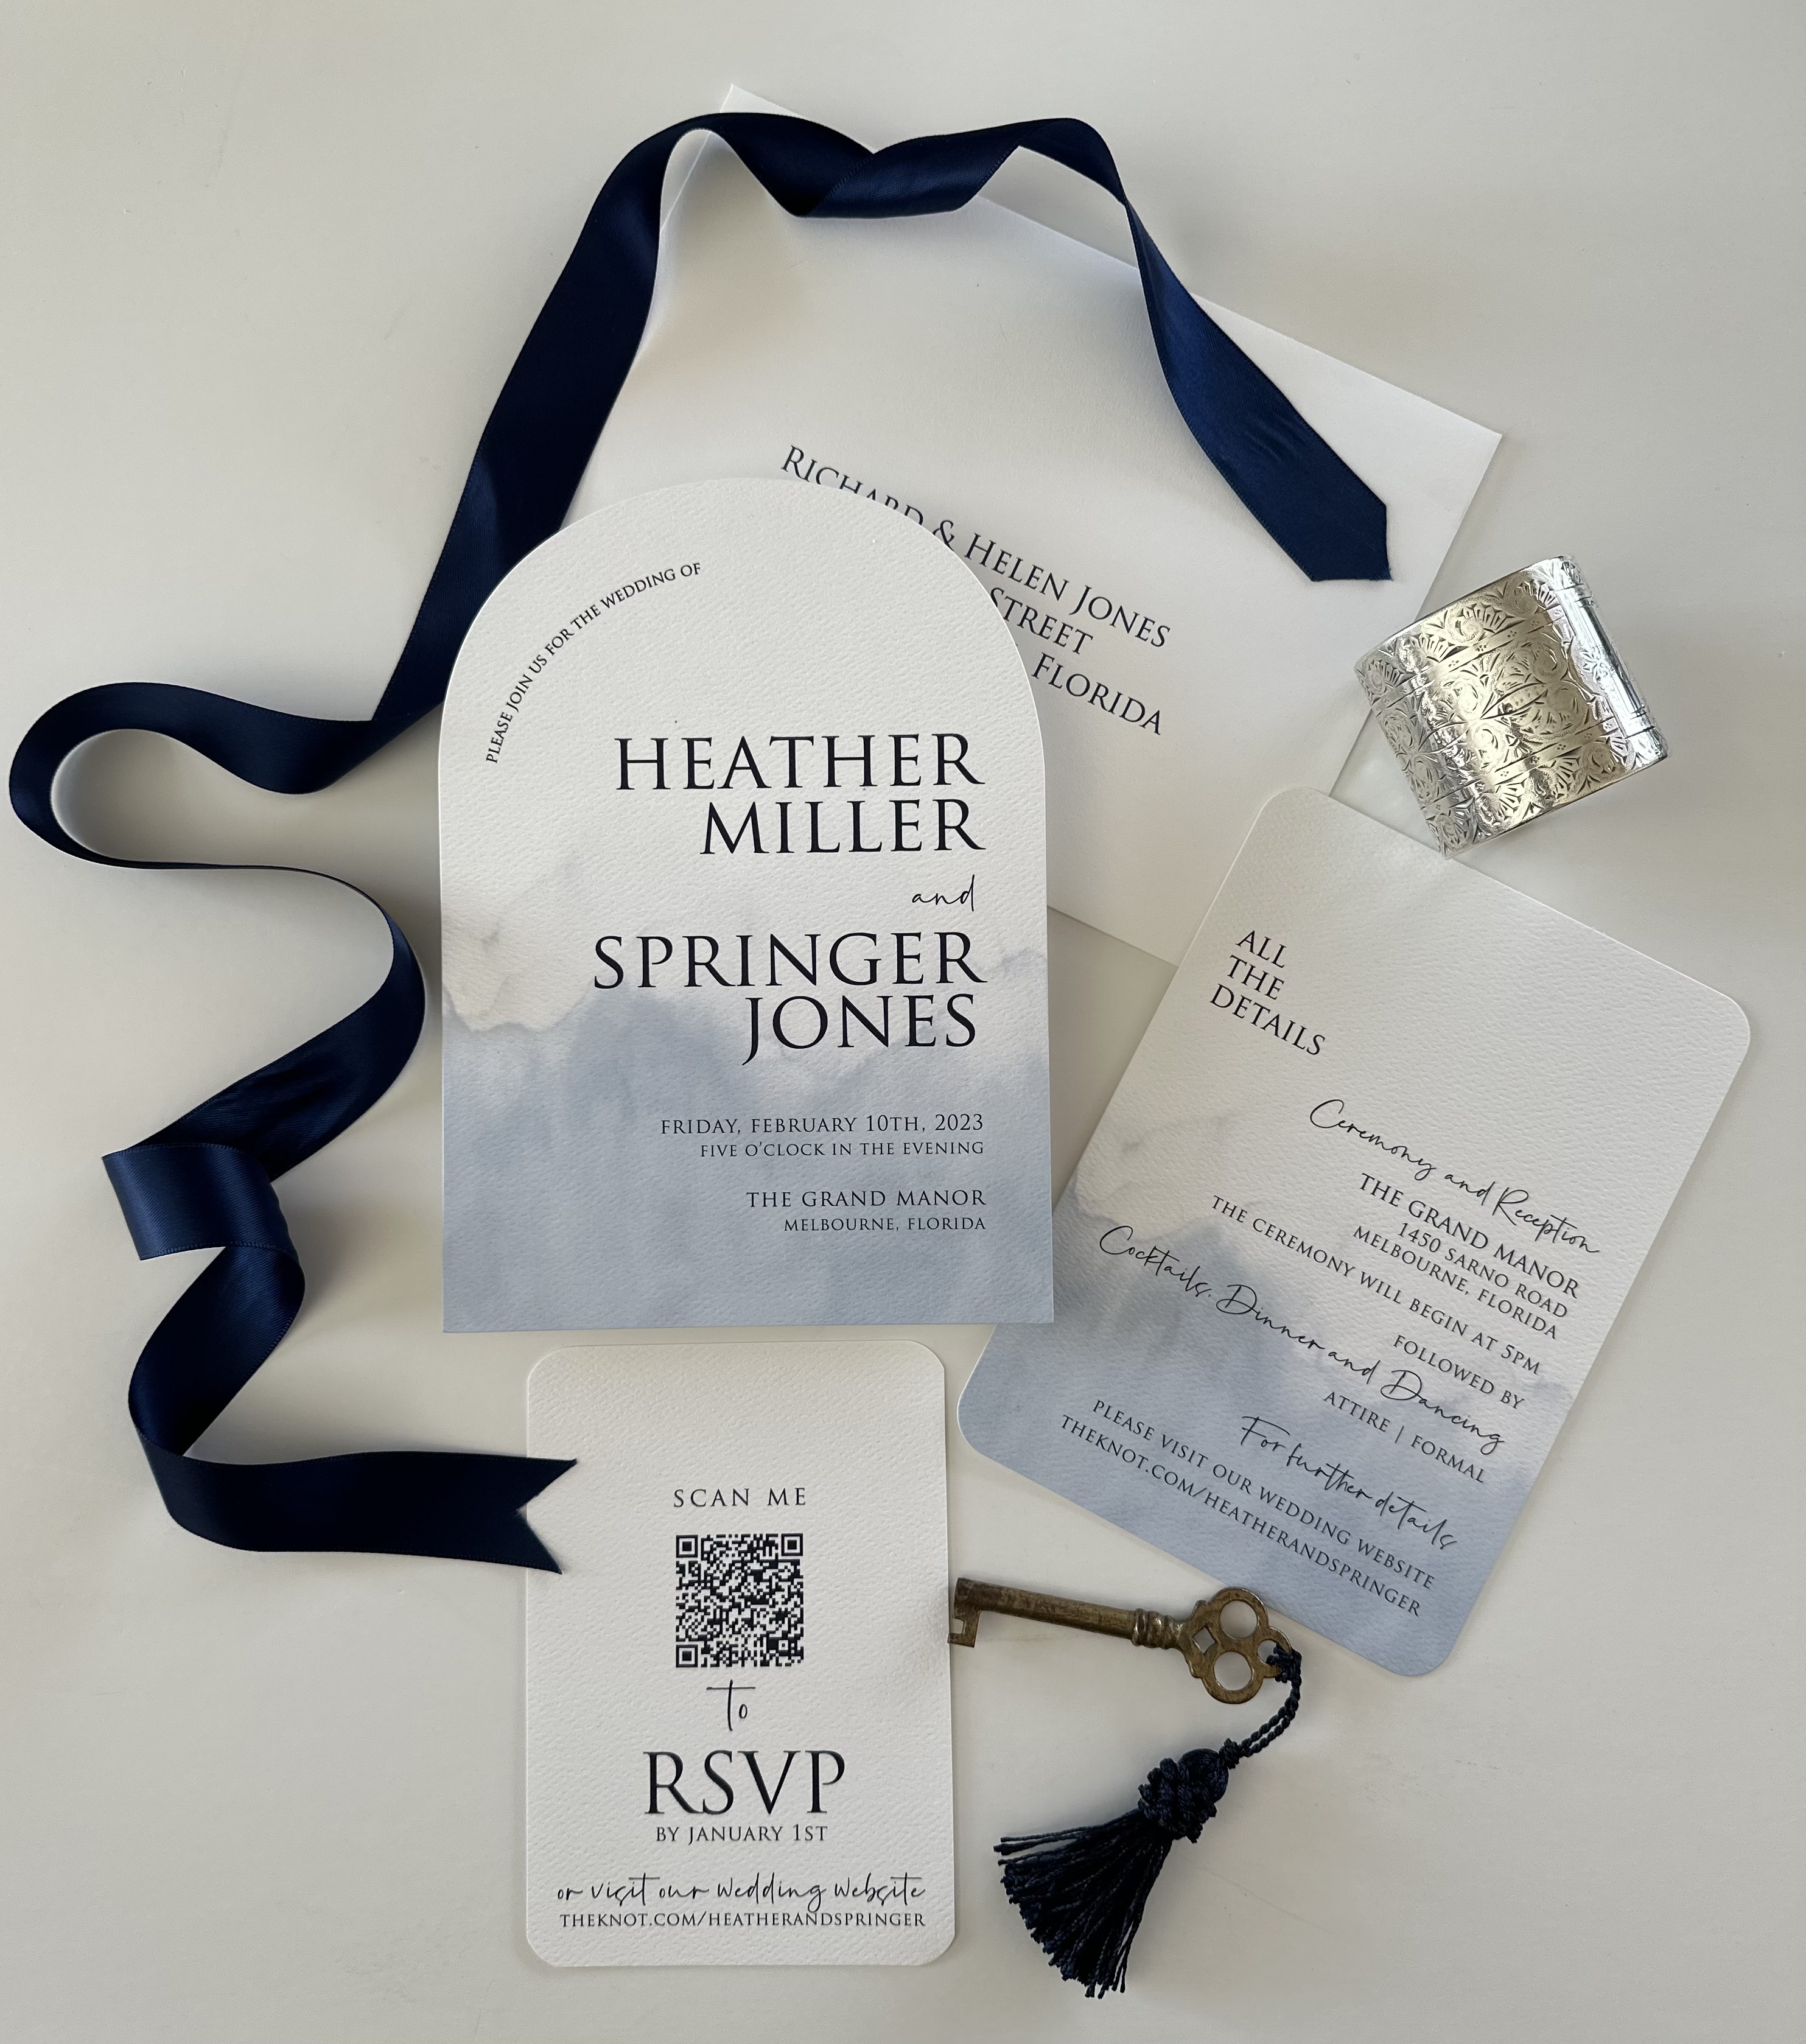 RICHARD & HELEN JONES
STREET
FLORIDA
PLEASE JOIN US FOR THE WEDDING OF
HEATHER
MILLER
and
SPRINGER
JONES
FRIDAY, FEBRUARY 10TH, 2023
FIVE O'CLOCK IN THE EVENING
THE GRAND MANOR
MELBOURNE, FLORIDA
ALL
THE
DETAILS
Ceremony and Reception
THE GRAND MANOR
1450 SARNO ROAD
MELBOURNE, FLORIDA
THE CEREMONY WILL BEGIN AT 5PM
FOLLOWED BY
Cocktails, Dinner and Dancing
ATTIRE | FORMAL
For further details
PLEASE VISIT OUR WEDDING WEBSITE
THEKNOT.COM/HEATHERANDSPRINGER
SCAN ME
to
RSVP
BY JANUARY 1ST
or visit our wedding website
THEKNOT.COM/HEATHERANDSPRINGER